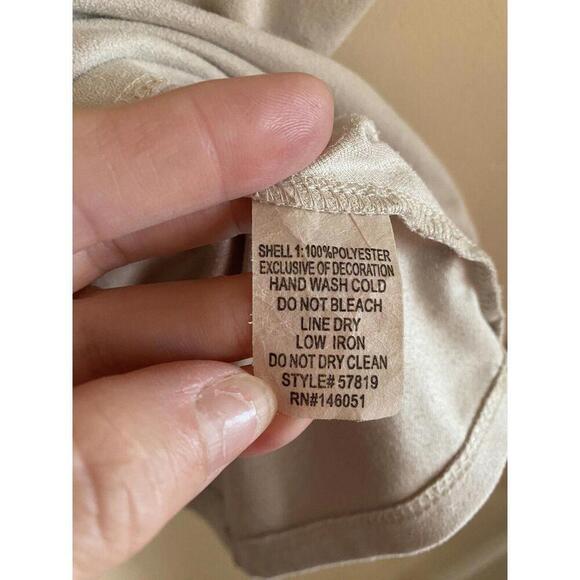 SHELL 1:100%POLYESTER
EXCLUSIVE OF DECORATION
HAND WASH COLD
DO NOT BLEACH
LINE DRY
LOW IRON
DO NOT DRY CLEAN
STYLE# 57819
RN#146051